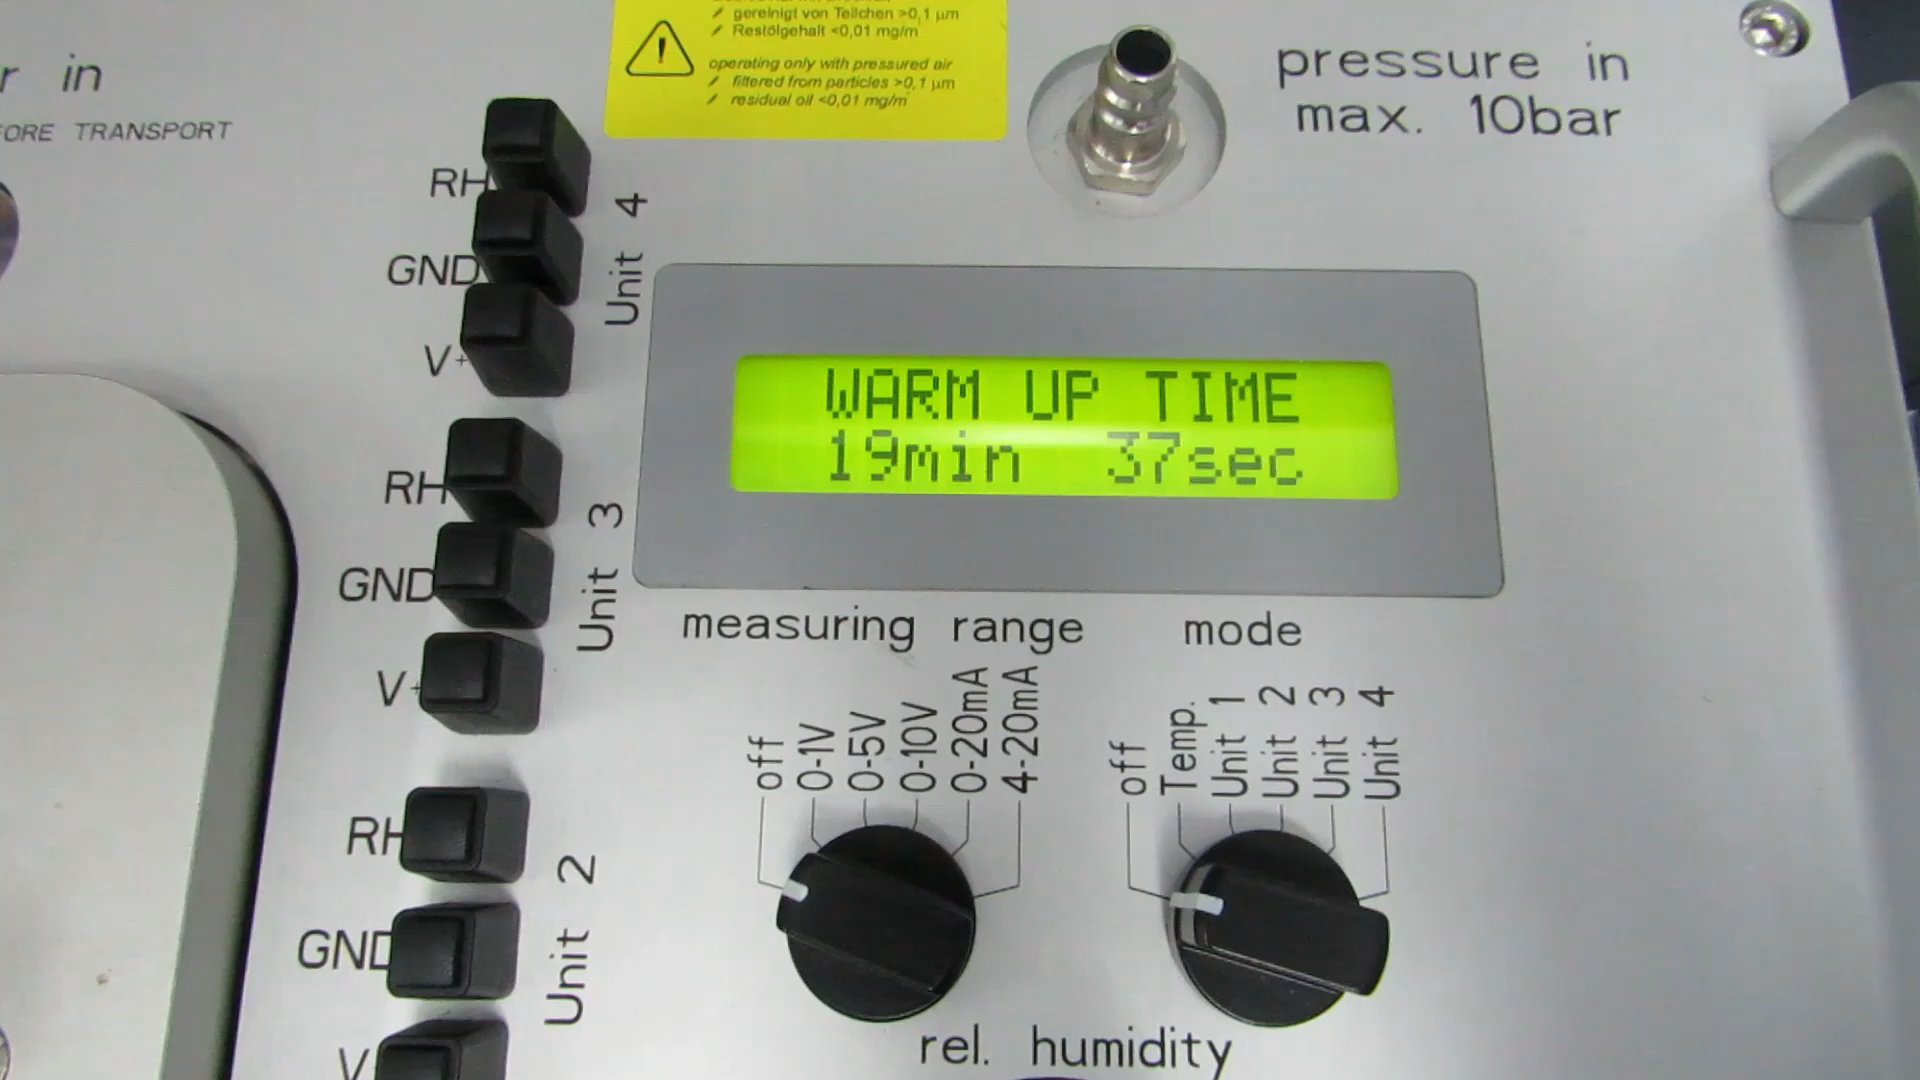 gereinigt von Teilchen >0,1 µm
Restölgehalt <0,01 mg/m
operating only with pressured air
filtered from particles >0,1 µm
residual oil <0,01 mg/m
r in
FORE TRANSPORT
pressure in
max. 10bar
RH
GND
V+
Unit 4
WARM UP TIME
19min 37sec
RH
GND
V+
Unit 3
measuring range
off
0-1V
0-5V
0-10V
0-20mA
4-20mA
mode
off
Temp.
Unit 1
Unit 2
Unit 3
Unit 4
RH
GND
V
Unit 2
rel. humidity